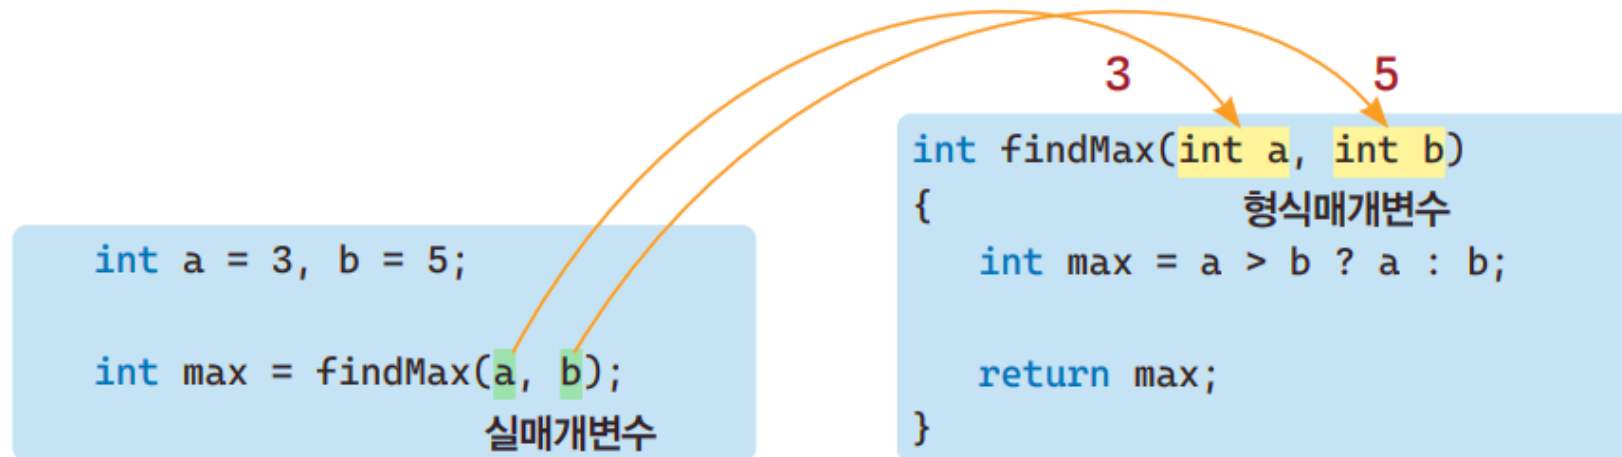 3 5
int findMax(int a, int b)
{ 형식매개변수
int max = a > b ? a : b;
return max;
}
int a = 3, b = 5;
int max = findMax(a, b);
실매개변수